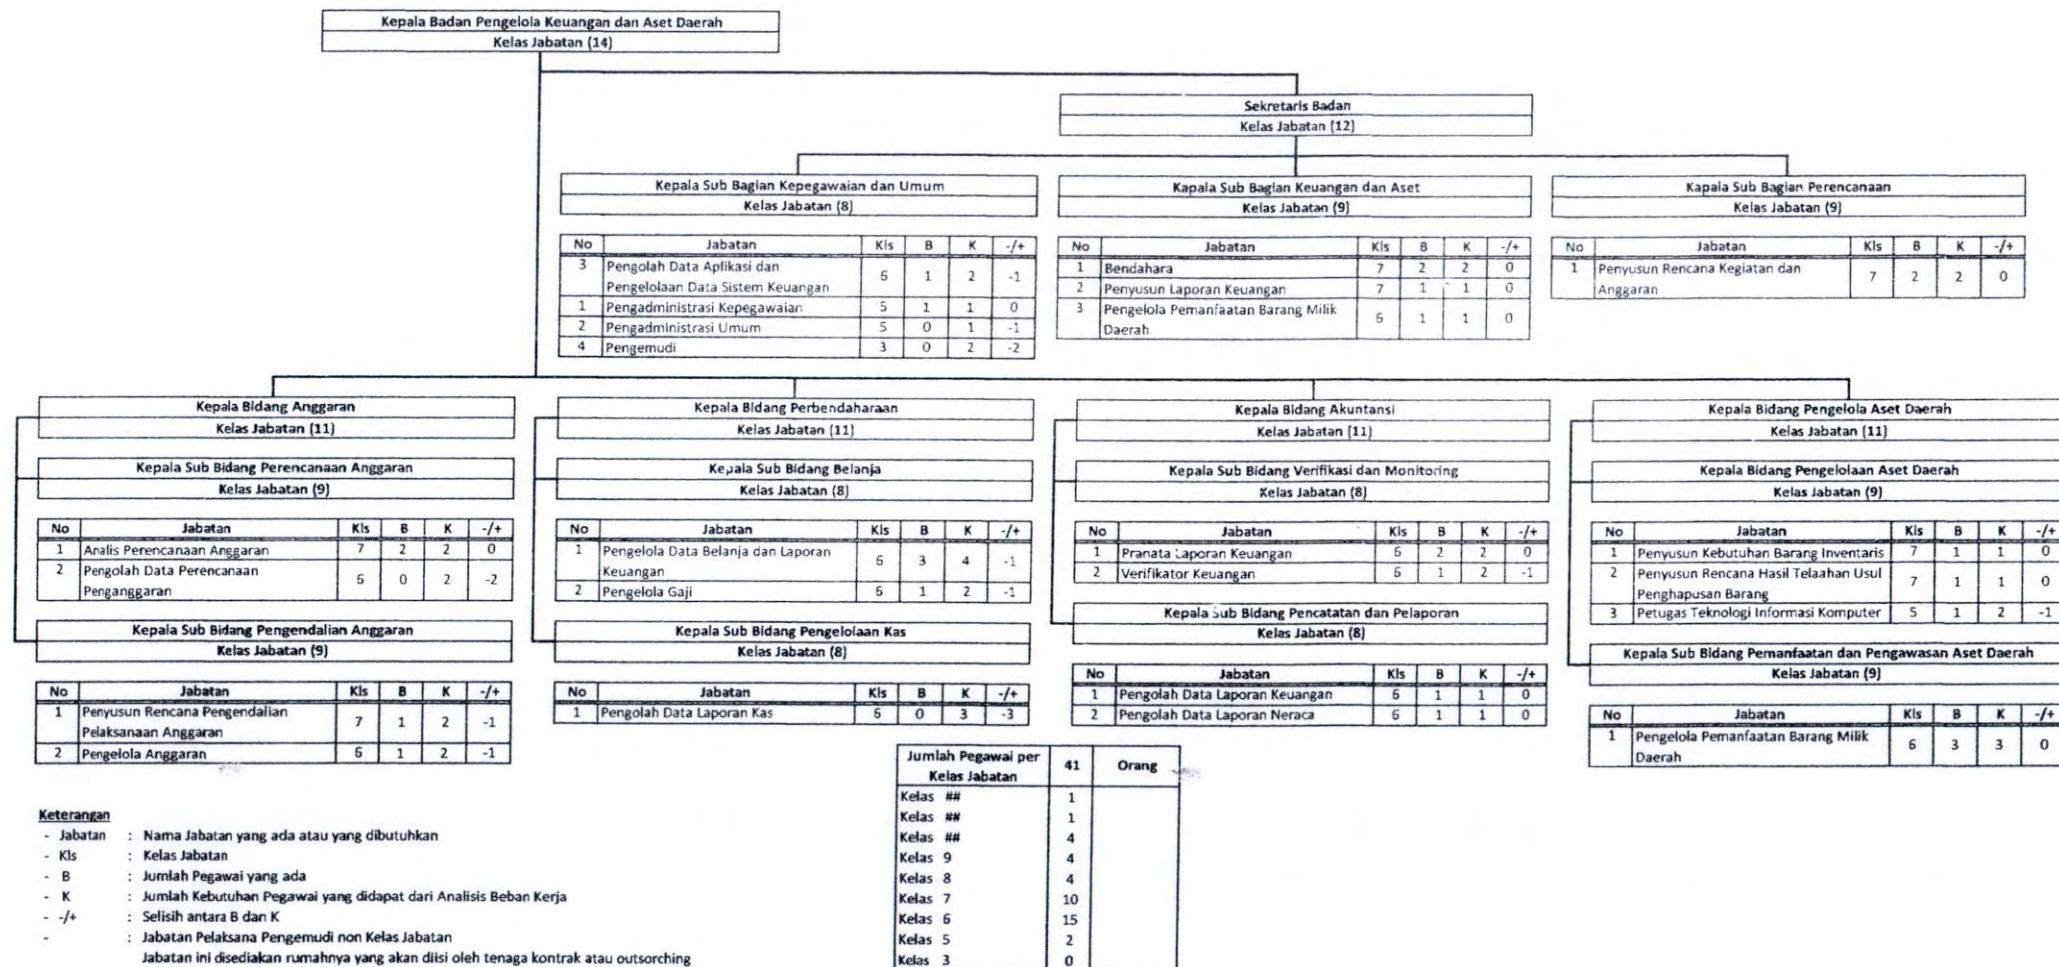 Kepala Badan Pengelola Keuangan dan Aset Daerah
Kelas Jabatan (14)
Sekretaris Badan
Kelas Jabatan (12)
Kepala Sub Bagian Kepegawaian dan Umum
Kelas Jabatan (8)
No Jabatan Kls B K -/+
3 Pengolah Data Aplikasi dan
Pengelolaan Data Sistem Keuangan 6 1 2 -1
1 Pengadministrasi Kepegawaian 5 1 1 0
2 Pengadministrasi Umum 5 0 1 -1
4 Pengemudi 3 0 2 -2
Kapala Sub Bagian Keuangan dan Aset
Kelas Jabatan (9)
No Jabatan Kls B K -/+
1 Bendahara 7 2 2 0
2 Penyusun Laporan Keuangan 7 1 1 0
3 Pengelola Pemanfaatan Barang Milik
Daerah 6 1 1 0
Kapala Sub Bagian Perencanaan
Kelas Jabatan (9)
No Jabatan Kls B K -/+
1 Penyusun Rencana Kegiatan dan
Anggaran 7 2 2 0
Kepala Bidang Anggaran
Kelas Jabatan (11)
Kepala Sub Bidang Perencanaan Anggaran
Kelas Jabatan (9)
No Jabatan Kls B K -/+
1 Analis Perencanaan Anggaran 7 2 2 0
2 Pengolah Data Perencanaan
Penganggaran 6 0 2 -2
Kepala Sub Bidang Pengendalian Anggaran
Kelas Jabatan (9)
No Jabatan Kls B K -/+
1 Penyusun Rencana Pengendalian
Pelaksanaan Anggaran 7 1 2 -1
2 Pengelola Anggaran 6 1 2 -1
Kepala Bidang Perbendaharaan
Kelas Jabatan (11)
Kepala Sub Bidang Belanja
Kelas Jabatan (8)
No Jabatan Kls B K -/+
1 Pengelola Data Belanja dan Laporan
Keuangan 6 3 4 -1
2 Pengelola Gaji 6 1 2 -1
Kepala Sub Bidang Pengelolaan Kas
Kelas Jabatan (8)
No Jabatan Kls B K -/+
1 Pengolah Data Laporan Kas 6 0 3 -3
Kepala Bidang Akuntansi
Kelas Jabatan (11)
Kepala Sub Bidang Verifikasi dan Monitoring
Kelas Jabatan (8)
No Jabatan Kls B K -/+
1 Pranata Laporan Keuangan 6 2 2 0
2 Verifikator Keuangan 6 1 2 -1
Kepala Sub Bidang Pencatatan dan Pelaporan
Kelas Jabatan (8)
No Jabatan Kls B K -/+
1 Pengolah Data Laporan Keuangan 6 1 1 0
2 Pengolah Data Laporan Neraca 6 1 1 0
Kepala Bidang Pengelola Aset Daerah
Kelas Jabatan (11)
Kepala Bidang Pengelolaan Aset Daerah
Kelas Jabatan (9)
No Jabatan Kls B K -/+
1 Penyusun Kebutuhan Barang Inventaris 7 1 1 0
2 Penyusun Rencana Hasil Telaahan Usul
Penghapusan Barang 7 1 1 0
3 Petugas Teknologi Informasi Komputer 5 1 2 -1
Kepala Sub Bidang Pemanfaatan dan Pengawasan Aset Daerah
Kelas Jabatan (9)
No Jabatan Kls B K -/+
1 Pengelola Pemanfaatan Barang Milik
Daerah 6 3 3 0
Jumlah Pegawai per
Kelas Jabatan 41 Orang
Kelas ## 1
Kelas ## 1
Kelas ## 4
Kelas 9 4
Kelas 8 4
Kelas 7 10
Kelas 6 15
Kelas 5 2
Kelas 3 0
Keterangan
- Jabatan : Nama Jabatan yang ada atau yang dibutuhkan
- Kls : Kelas Jabatan
- B : Jumlah Pegawai yang ada
- K : Jumlah Kebutuhan Pegawai yang didapat dari Analisis Beban Kerja
- -/+ : Selisih antara B dan K
- : Jabatan Pelaksana Pengemudi non Kelas Jabatan
Jabatan ini disediakan rumahnya yang akan diisi oleh tenaga kontrak atau outsorching